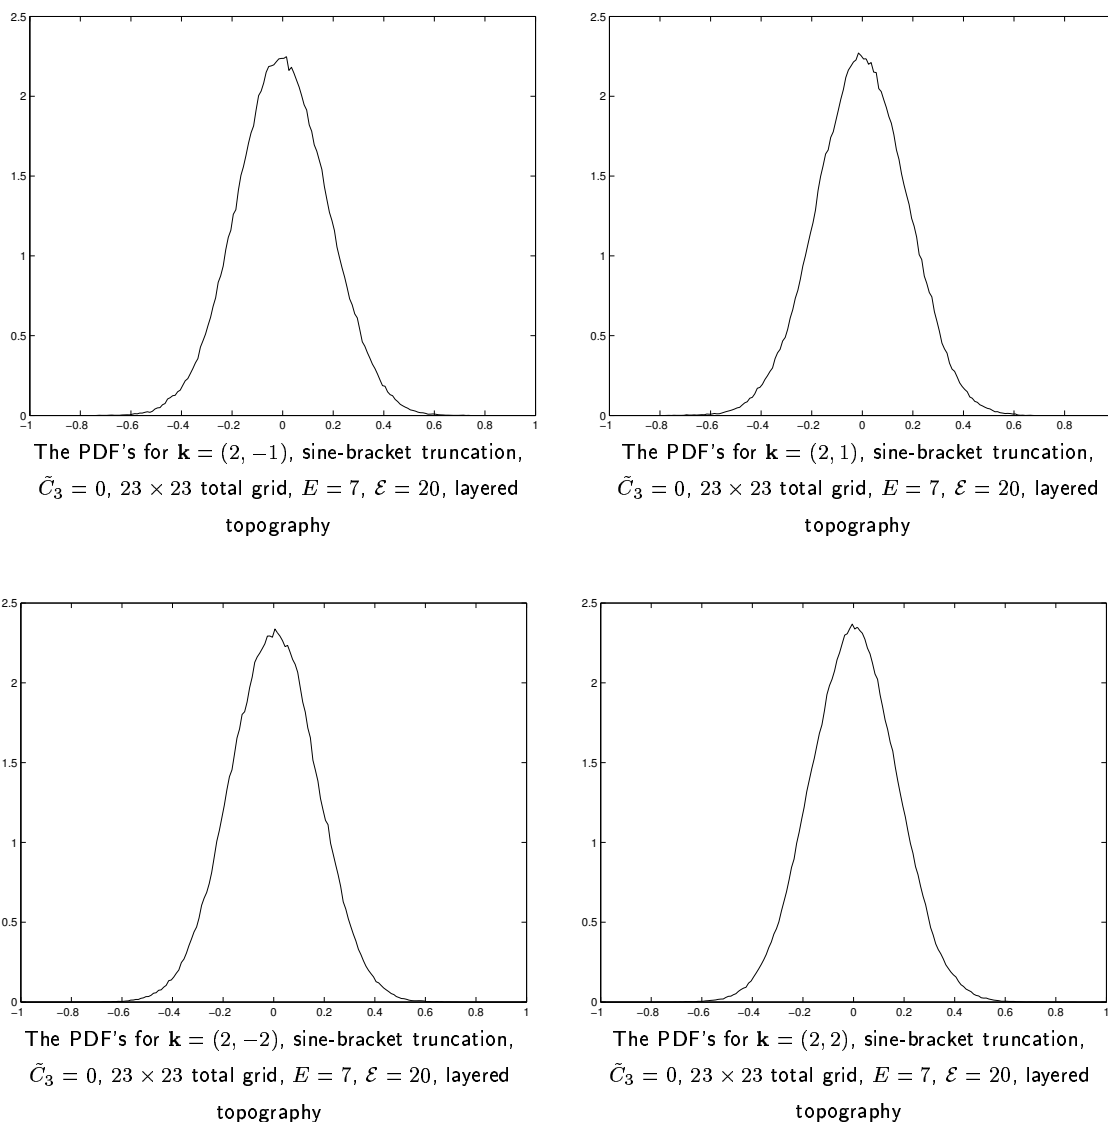 2.5
2
1.5
1
0.5
0
−1 −0.8 −0.6 −0.4 −0.2 0 0.2 0.4 0.6 0.8 1
The PDF's for k = (2, −1), sine-bracket truncation,
C̃₃ = 0, 23 × 23 total grid, E = 7, ℰ = 20, layered
topography
2.5
2
1.5
1
0.5
0
−1 −0.8 −0.6 −0.4 −0.2 0 0.2 0.4 0.6 0.8
The PDF's for k = (2, 1), sine-bracket truncation,
C̃₃ = 0, 23 × 23 total grid, E = 7, ℰ = 20, layered
topography
2.5
2
1.5
1
0.5
0
−1 −0.8 −0.6 −0.4 −0.2 0 0.2 0.4 0.6 0.8 1
The PDF's for k = (2, −2), sine-bracket truncation,
C̃₃ = 0, 23 × 23 total grid, E = 7, ℰ = 20, layered
topography
2.5
2
1.5
1
0.5
0
−1 −0.8 −0.6 −0.4 −0.2 0 0.2 0.4 0.6 0.8 1
The PDF's for k = (2, 2), sine-bracket truncation,
C̃₃ = 0, 23 × 23 total grid, E = 7, ℰ = 20, layered
topography